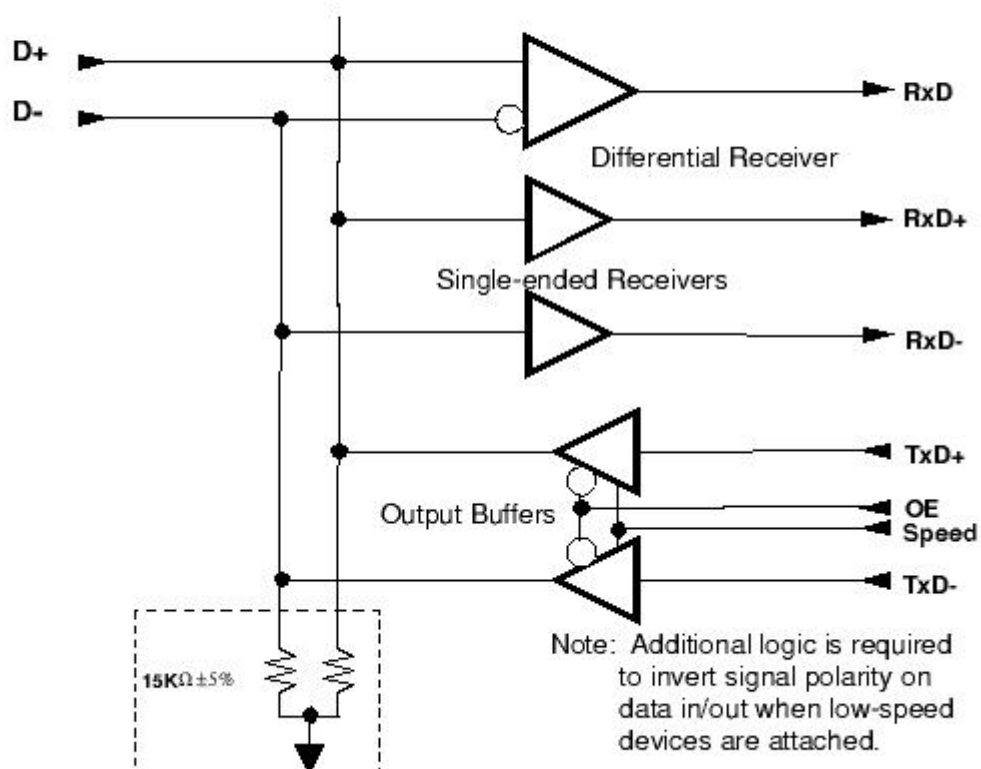 D+
D-
RxD
Differential Receiver
RxD+
Single-ended Receivers
RxD-
TxD+
Output Buffers
OE
Speed
TxD-
15KΩ±5%
Note: Additional logic is required
to invert signal polarity on
data in/out when low-speed
devices are attached.